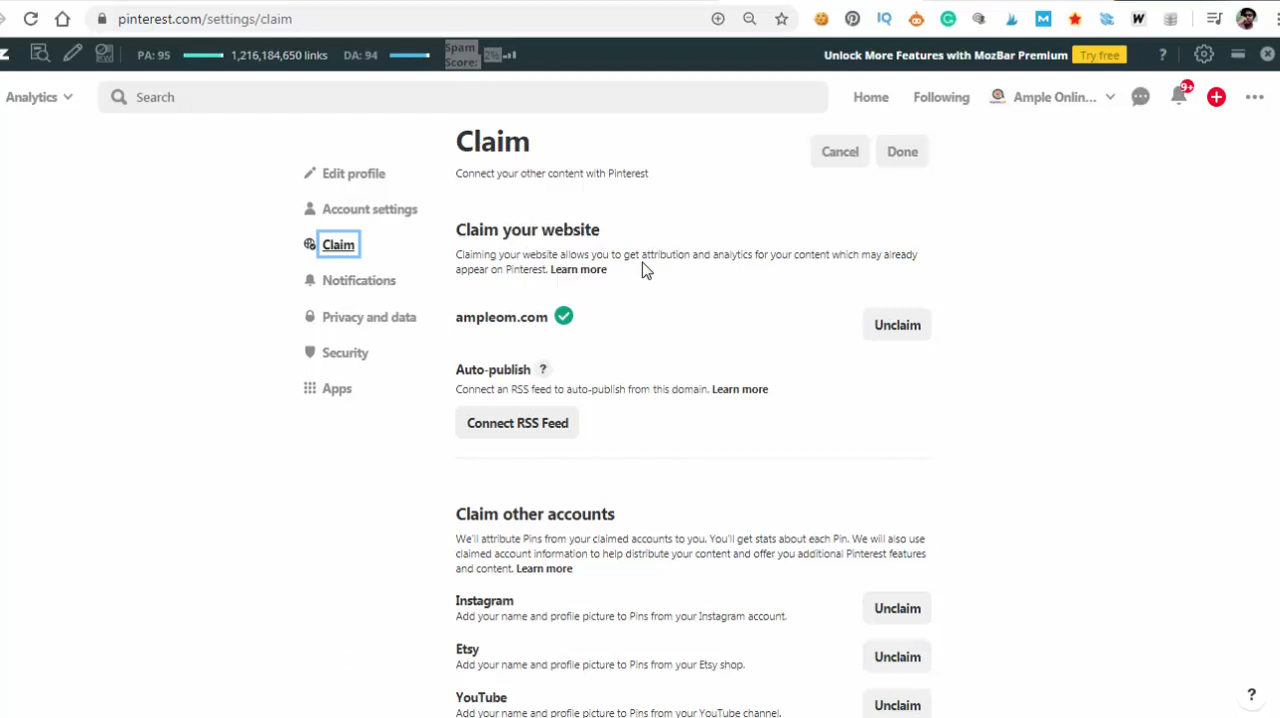 pinterest.com/settings/claim
PA: 95
1,216,184,650 links
DA: 94
Spam
Score:
2%
Unlock More Features with MozBar Premium
Try free
?
Analytics
Search
Home
Following
Ample Onlin...
9+
Claim
Cancel
Done
Connect your other content with Pinterest
Edit profile
Account settings
Claim
Notifications
Privacy and data
Security
Apps
Claim your website
Claiming your website allows you to get attribution and analytics for your content which may already
appear on Pinterest. Learn more
ampleom.com
Unclaim
Auto-publish ?
Connect an RSS feed to auto-publish from this domain. Learn more
Connect RSS Feed
Claim other accounts
We'll attribute Pins from your claimed accounts to you. You'll get stats about each Pin. We will also use
claimed account information to help distribute your content and offer you additional Pinterest features
and content. Learn more
Instagram
Add your name and profile picture to Pins from your Instagram account.
Unclaim
Etsy
Add your name and profile picture to Pins from your Etsy shop.
Unclaim
YouTube
Add your name and profile picture to Pins from your YouTube channel.
Unclaim
?